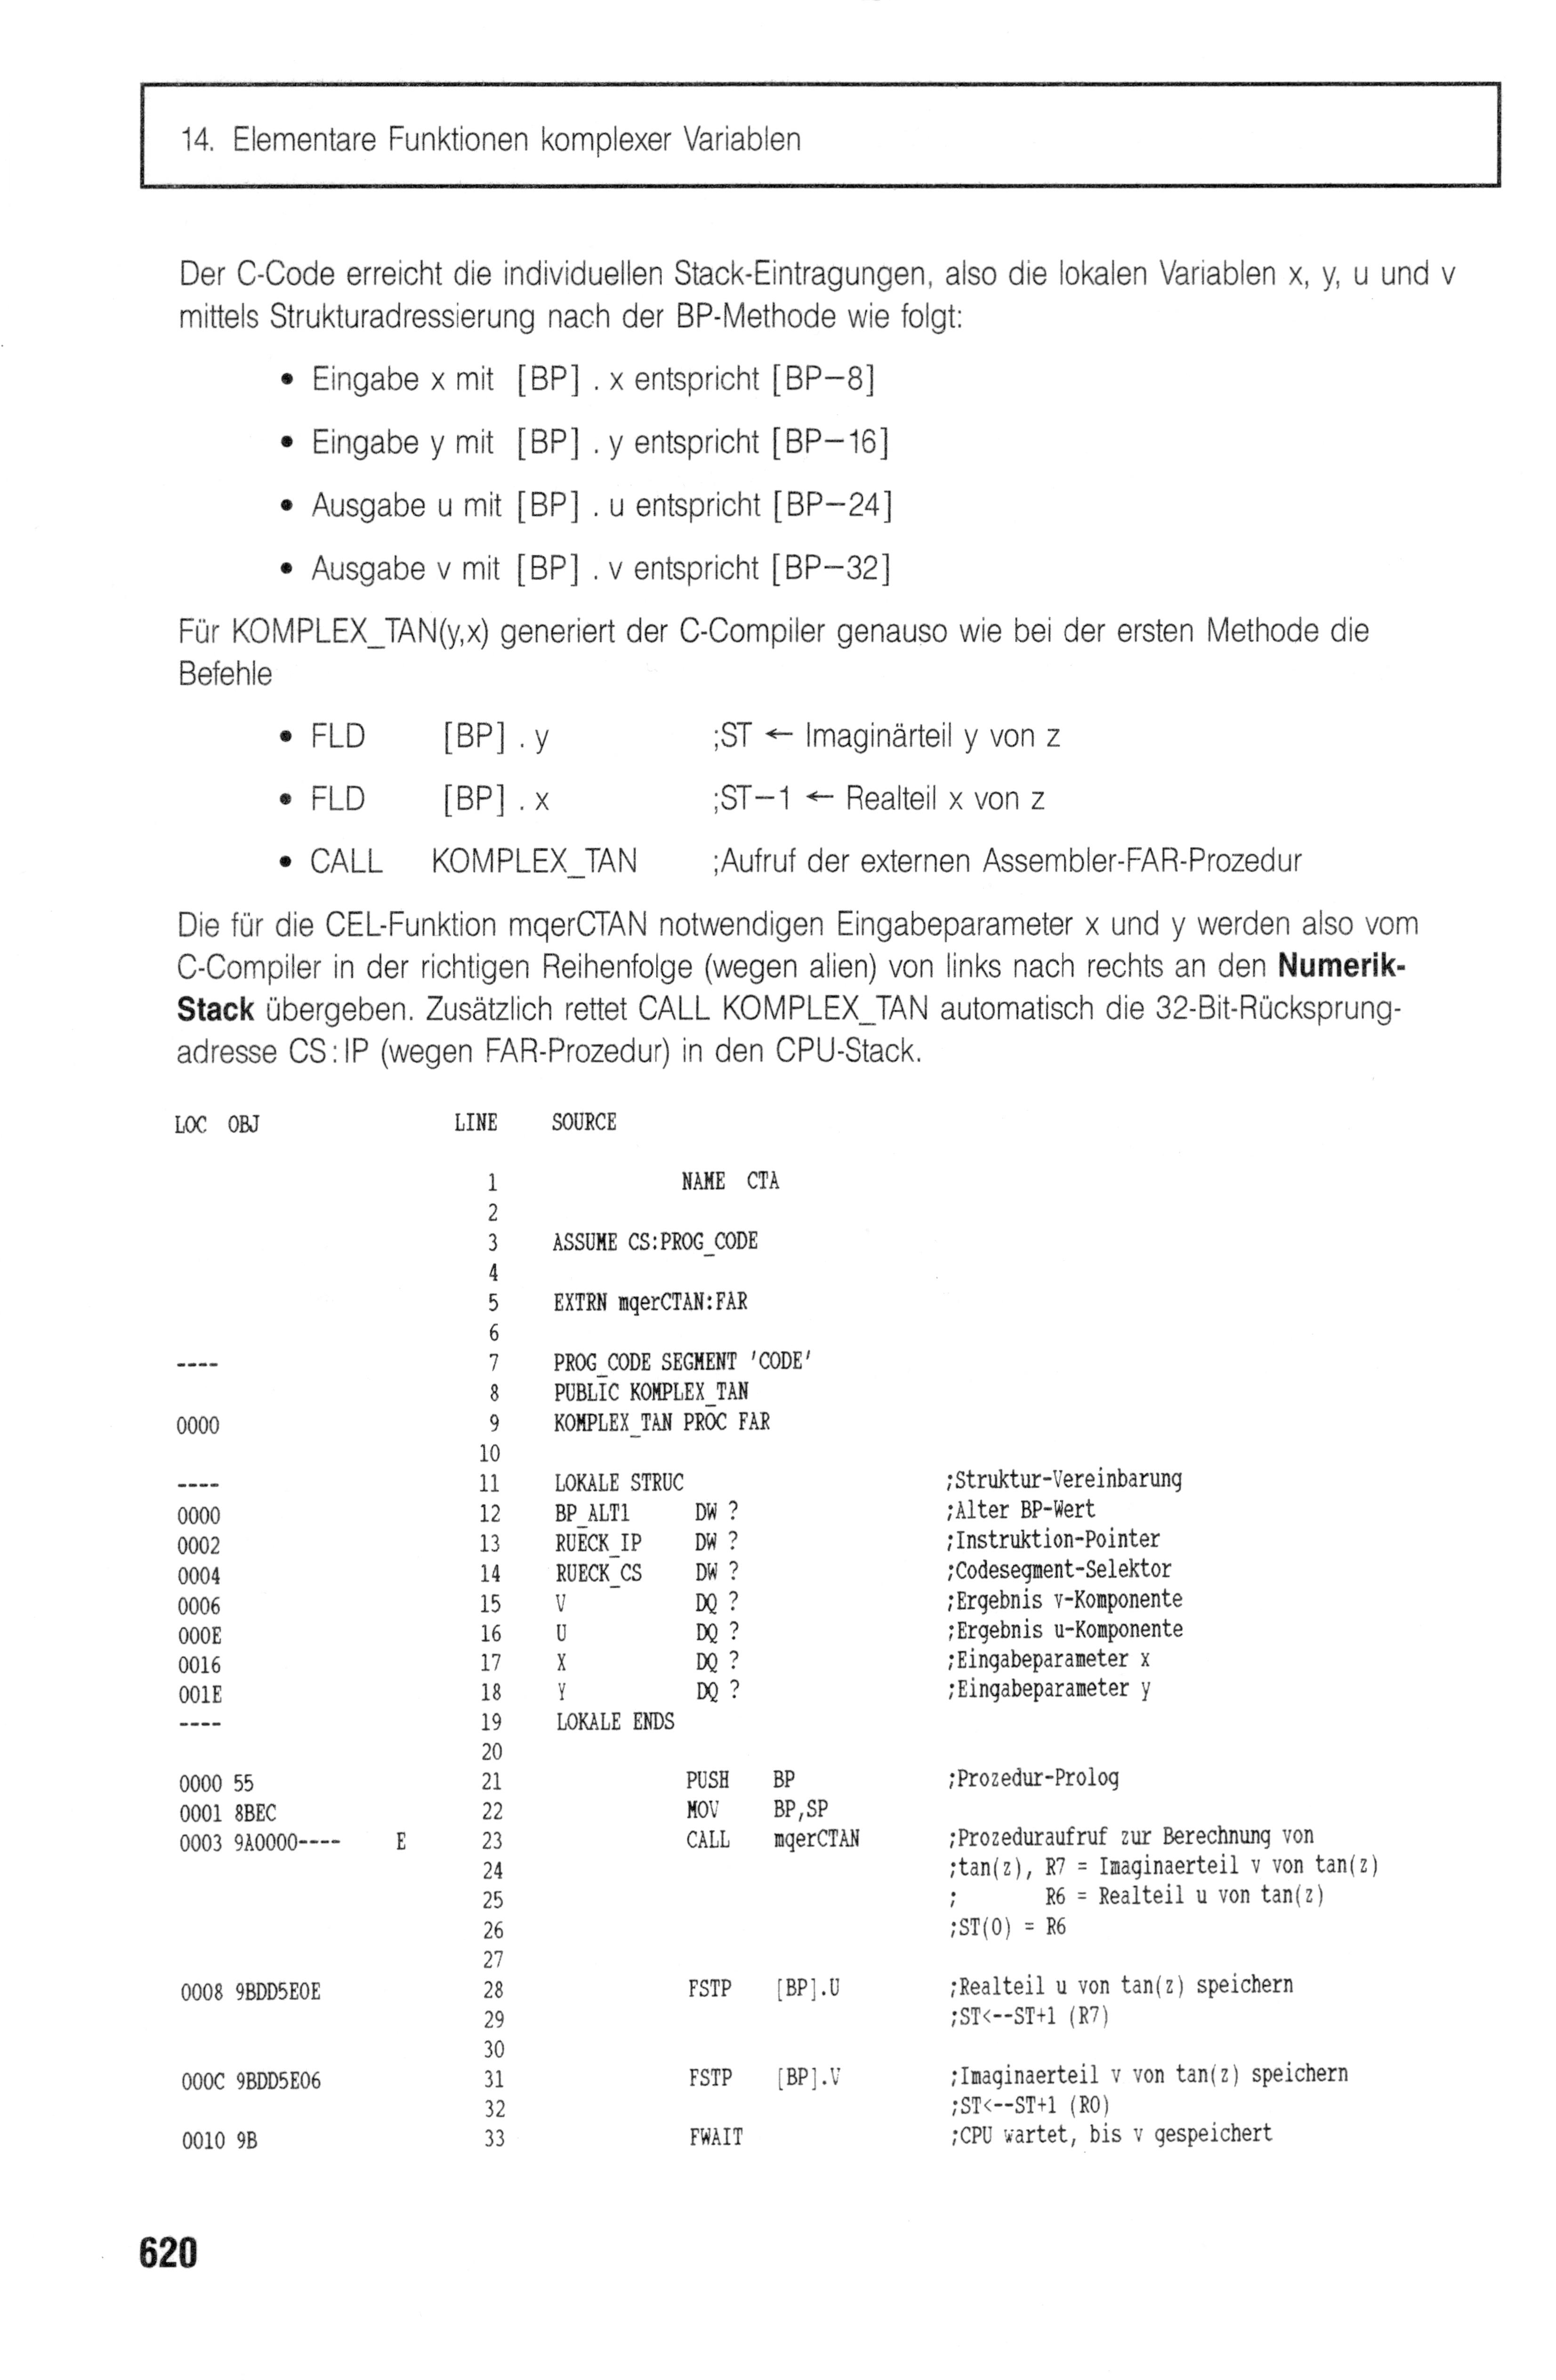 14. Elementare Funktionen komplexer Variablen
Der C-Code erreicht die individuellen Stack-Eintragungen, also die lokalen Variablen x, y, u und v
mittels Strukturadressierung nach der BP-Methode wie folgt:
• Eingabe x mit [BP] . x entspricht [BP−8]
• Eingabe y mit [BP] . y entspricht [BP−16]
• Ausgabe u mit [BP] . u entspricht [BP−24]
• Ausgabe v mit [BP] . v entspricht [BP−32]
Für KOMPLEX_TAN(y,x) generiert der C-Compiler genauso wie bei der ersten Methode die
Befehle
• FLD [BP] . y ;ST ← Imaginärteil y von z
• FLD [BP] . x ;ST−1 ← Realteil x von z
• CALL KOMPLEX_TAN ;Aufruf der externen Assembler-FAR-Prozedur
Die für die CEL-Funktion mqerCTAN notwendigen Eingabeparameter x und y werden also vom
C-Compiler in der richtigen Reihenfolge (wegen alien) von links nach rechts an den Numerik-
Stack übergeben. Zusätzlich rettet CALL KOMPLEX_TAN automatisch die 32-Bit-Rücksprung-
adresse CS:IP (wegen FAR-Prozedur) in den CPU-Stack.
LOC OBJ LINE SOURCE
1 NAME CTA
2
3 ASSUME CS:PROG_CODE
4
5 EXTRN mqerCTAN:FAR
6
---- 7 PROG_CODE SEGMENT 'CODE'
8 PUBLIC KOMPLEX_TAN
0000 9 KOMPLEX_TAN PROC FAR
10
---- 11 LOKALE STRUC ;Struktur-Vereinbarung
0000 12 BP_ALT1 DW ? ;Alter BP-Wert
0002 13 RUECK_IP DW ? ;Instruktion-Pointer
0004 14 RUECK_CS DW ? ;Codesegment-Selektor
0006 15 V DQ ? ;Ergebnis v-Komponente
000E 16 U DQ ? ;Ergebnis u-Komponente
0016 17 X DQ ? ;Eingabeparameter x
001E 18 Y DQ ? ;Eingabeparameter y
---- 19 LOKALE ENDS
20
0000 55 21 PUSH BP ;Prozedur-Prolog
0001 8BEC 22 MOV BP,SP
0003 9A0000---- E 23 CALL mqerCTAN ;Prozeduraufruf zur Berechnung von
24 ;tan(z), R7 = Imaginaerteil v von tan(z)
25 ; R6 = Realteil u von tan(z)
26 ;ST(0) = R6
27
0008 9BDD5E0E 28 FSTP [BP].U ;Realteil u von tan(z) speichern
29 ;ST<--ST+1 (R7)
30
000C 9BDD5E06 31 FSTP [BP].V ;Imaginaerteil v von tan(z) speichern
32 ;ST<--ST+1 (R0)
0010 9B 33 FWAIT ;CPU wartet, bis v gespeichert
620